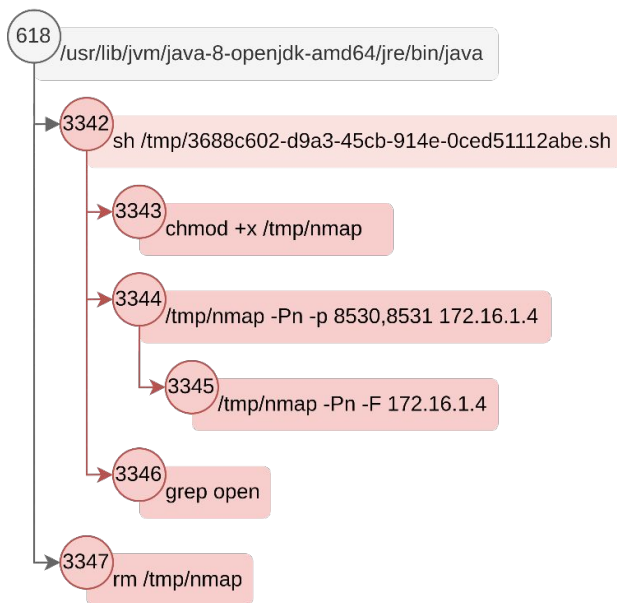 618
/usr/lib/jvm/java-8-openjdk-amd64/jre/bin/java
3342
sh /tmp/3688c602-d9a3-45cb-914e-0ced51112abe.sh
3343
chmod +x /tmp/nmap
3344
/tmp/nmap -Pn -p 8530,8531 172.16.1.4
3345
/tmp/nmap -Pn -F 172.16.1.4
3346
grep open
3347
rm /tmp/nmap